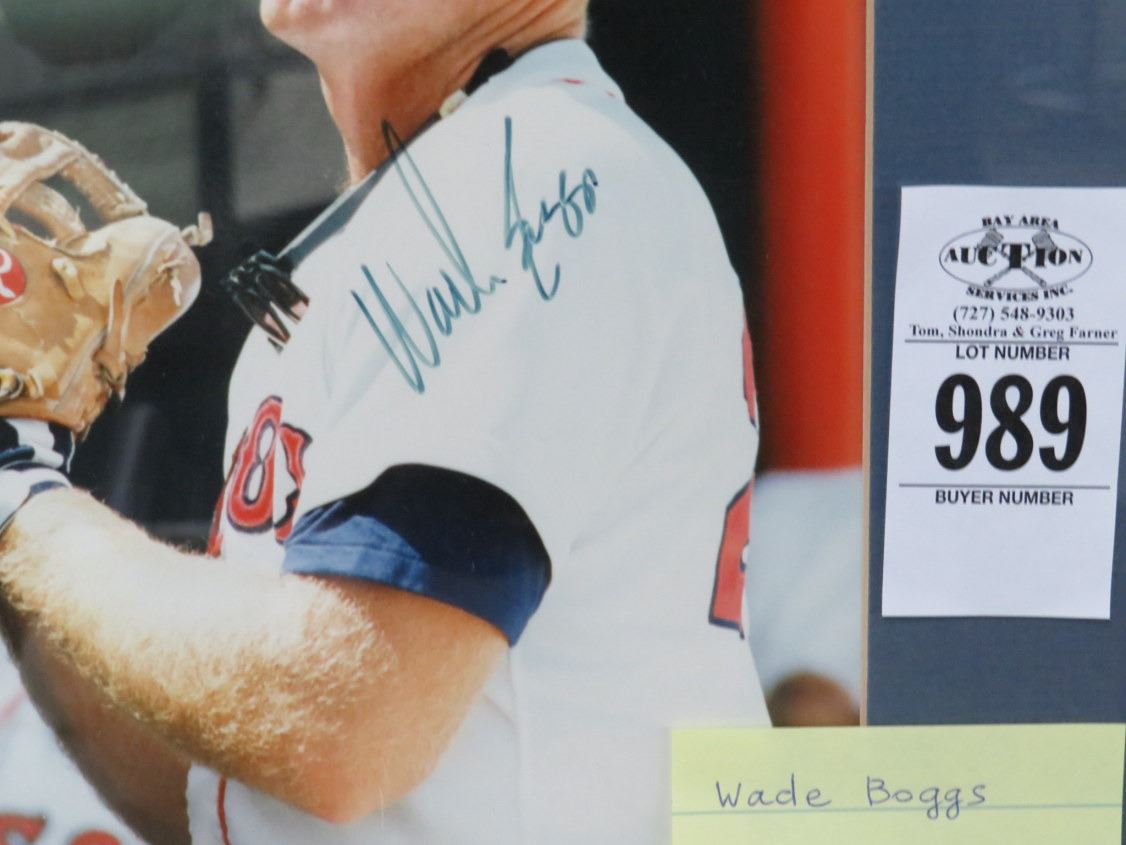 Wade Boggs
BAY AREA
AUCTION
SERVICES INC.
(727) 548-9303
Tom, Shondra & Greg Farner
LOT NUMBER
989
BUYER NUMBER
Wade Boggs
R
2